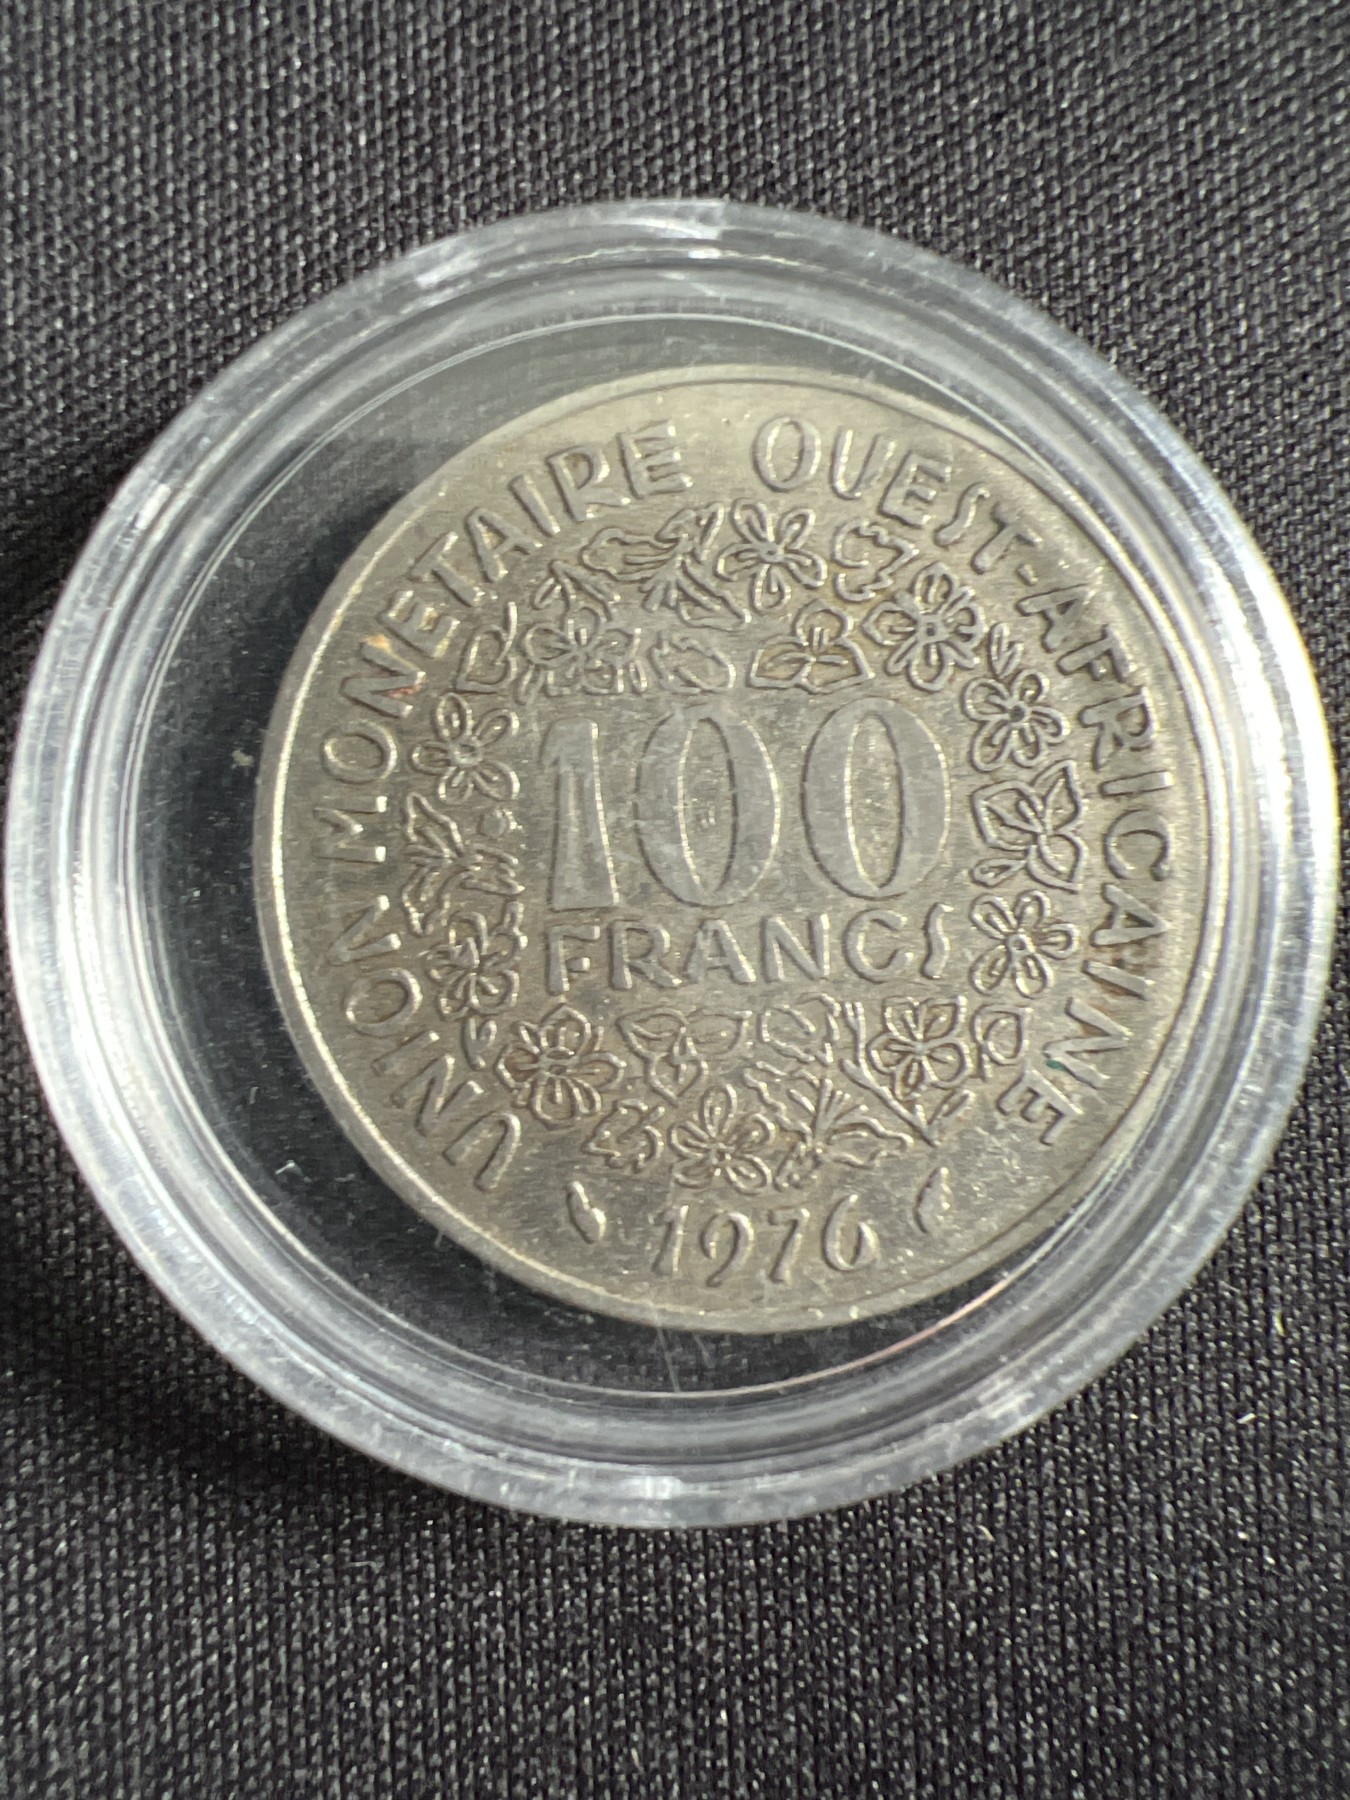 UNION MONETAIRE OUEST-AFRICAINE
100
FRANCS
1976